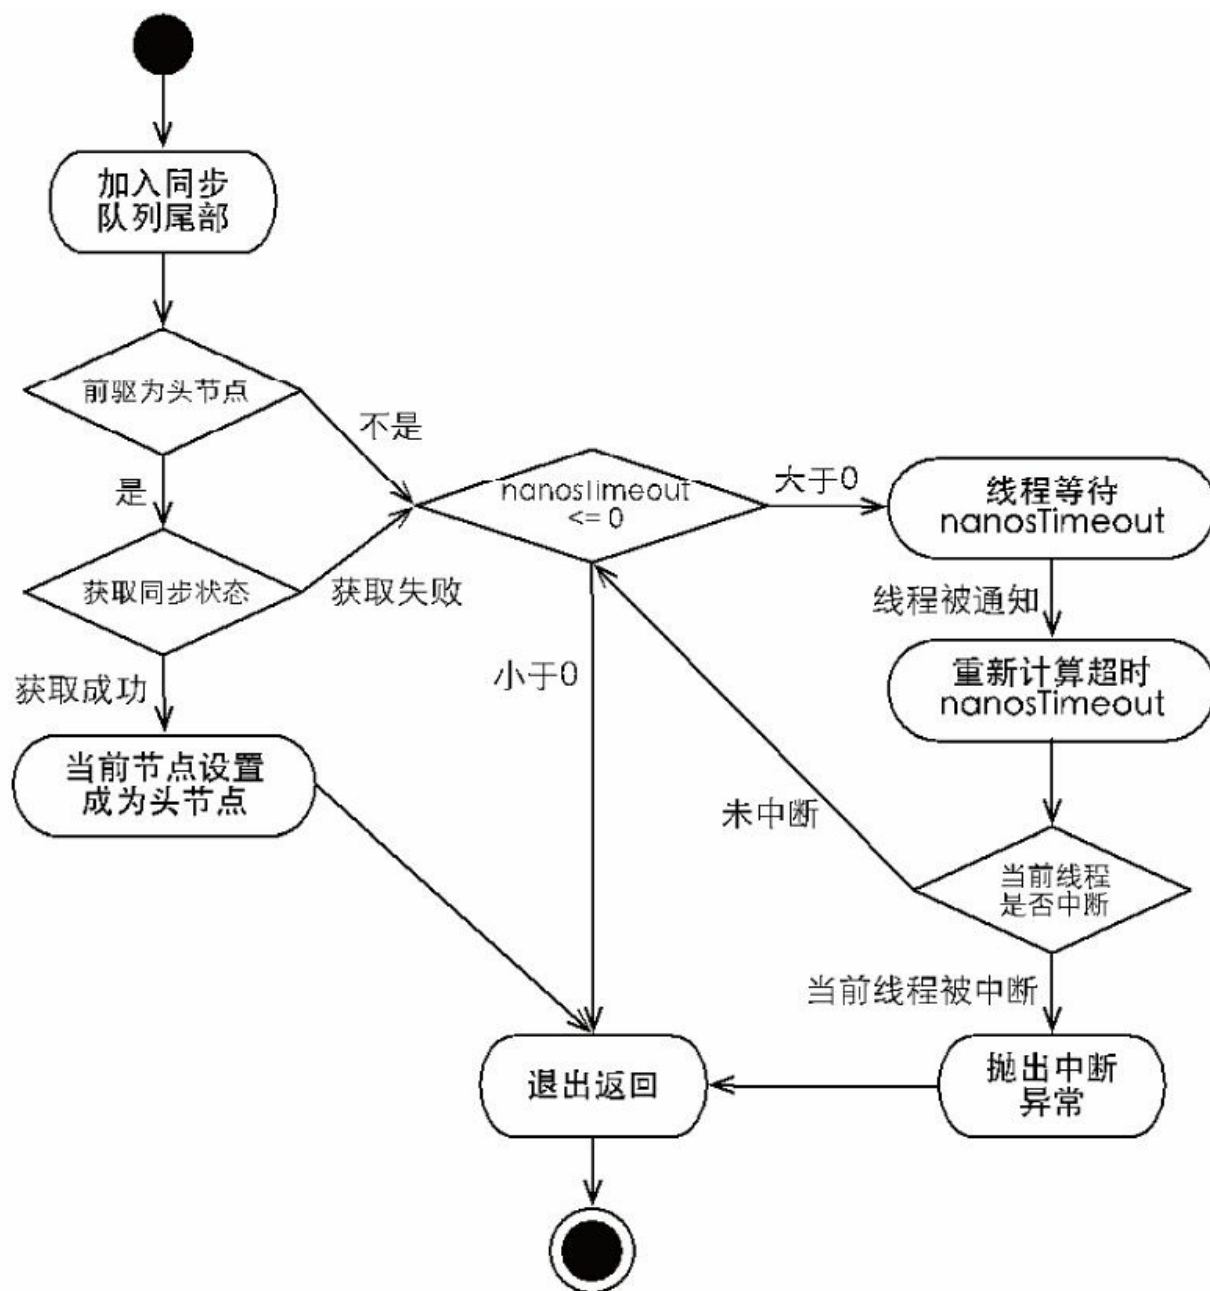 加入同步
队列尾部
前驱为头节点
不是
是
nanosTimeout
<= 0
大于0
线程等待
nanosTimeout
获取同步状态
获取失败
线程被通知
小于0
重新计算超时
nanosTimeout
获取成功
当前节点设置
成为头节点
未中断
当前线程
是否中断
当前线程被中断
退出返回
抛出中断
异常